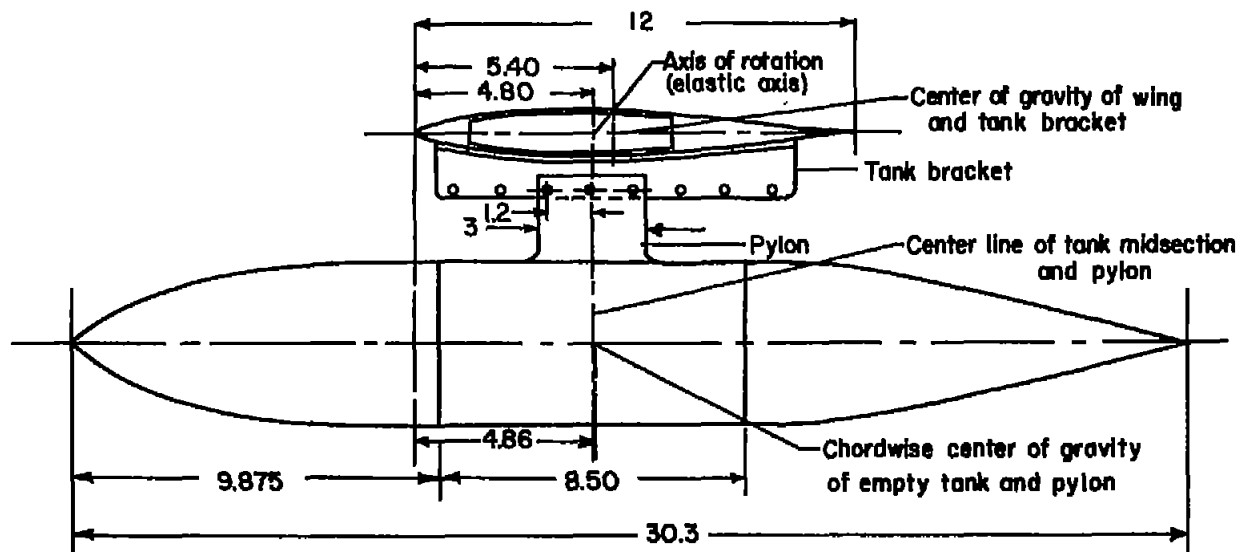 12
5.40
4.80
Axis of rotation
(elastic axis)
Center of gravity of wing
and tank bracket
Tank bracket
1.2
3
Pylon
Center line of tank midsection
and pylon
4.86
9.875
8.50
Chordwise center of gravity
of empty tank and pylon
30.3